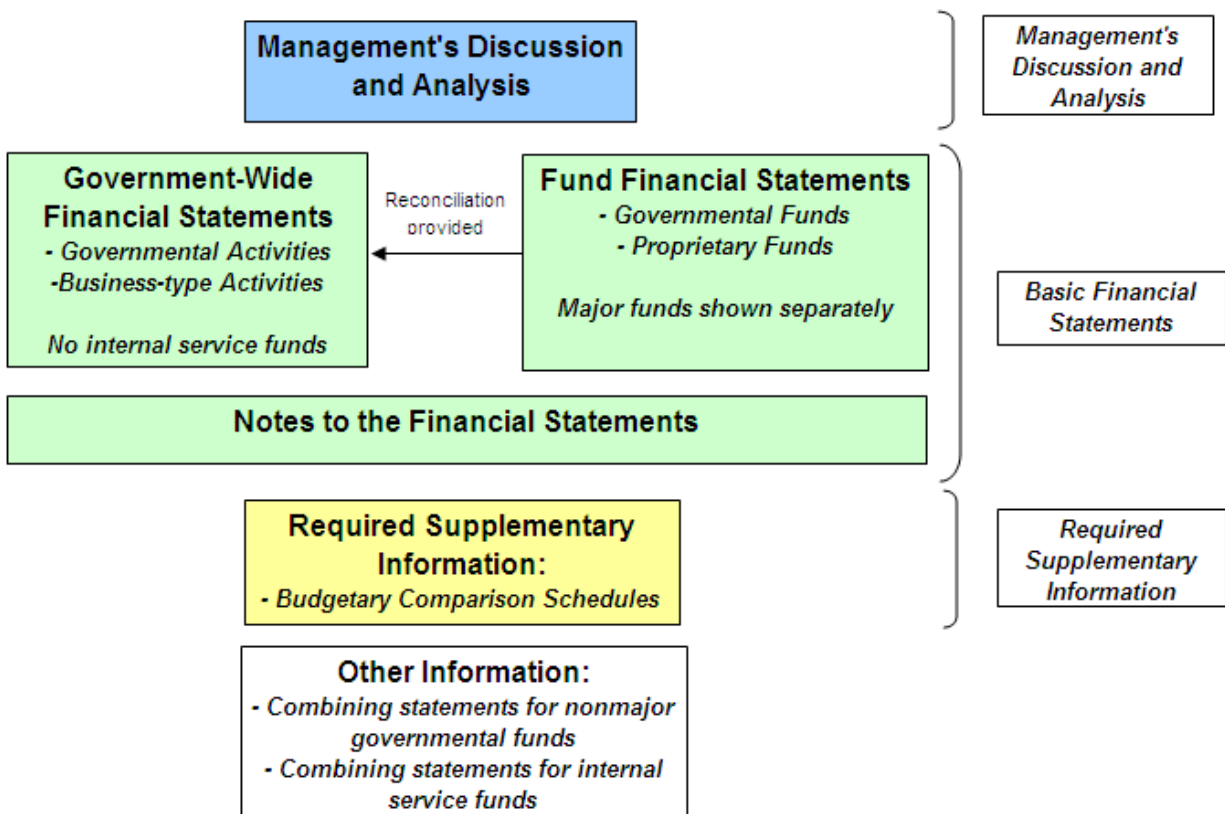 Management's Discussion
and Analysis
Management's
Discussion and
Analysis
Government-Wide
Financial Statements
- Governmental Activities
-Business-type Activities
No internal service funds
Reconciliation
provided
Fund Financial Statements
- Governmental Funds
- Proprietary Funds
Major funds shown separately
Basic Financial
Statements
Notes to the Financial Statements
Required Supplementary
Information:
- Budgetary Comparison Schedules
Required
Supplementary
Information
Other Information:
- Combining statements for nonmajor
governmental funds
- Combining statements for internal
service funds